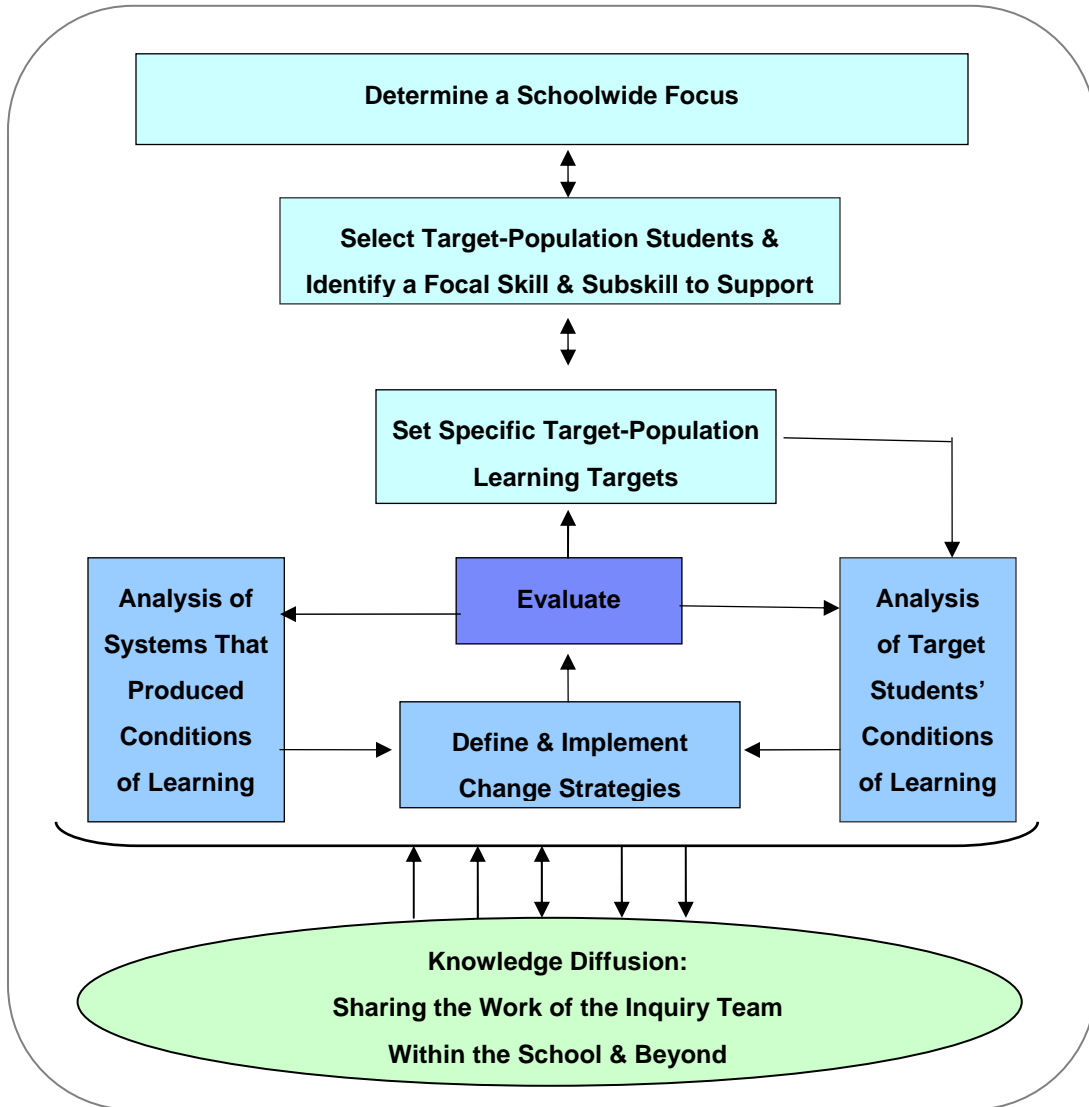 Determine a Schoolwide Focus
Select Target-Population Students &
Identify a Focal Skill & Subskill to Support
Set Specific Target-Population
Learning Targets
Analysis of
Systems That
Produced
Conditions
of Learning
Evaluate
Define & Implement
Change Strategies
Analysis
of Target
Students’
Conditions
of Learning
Knowledge Diffusion:
Sharing the Work of the Inquiry Team
Within the School & Beyond